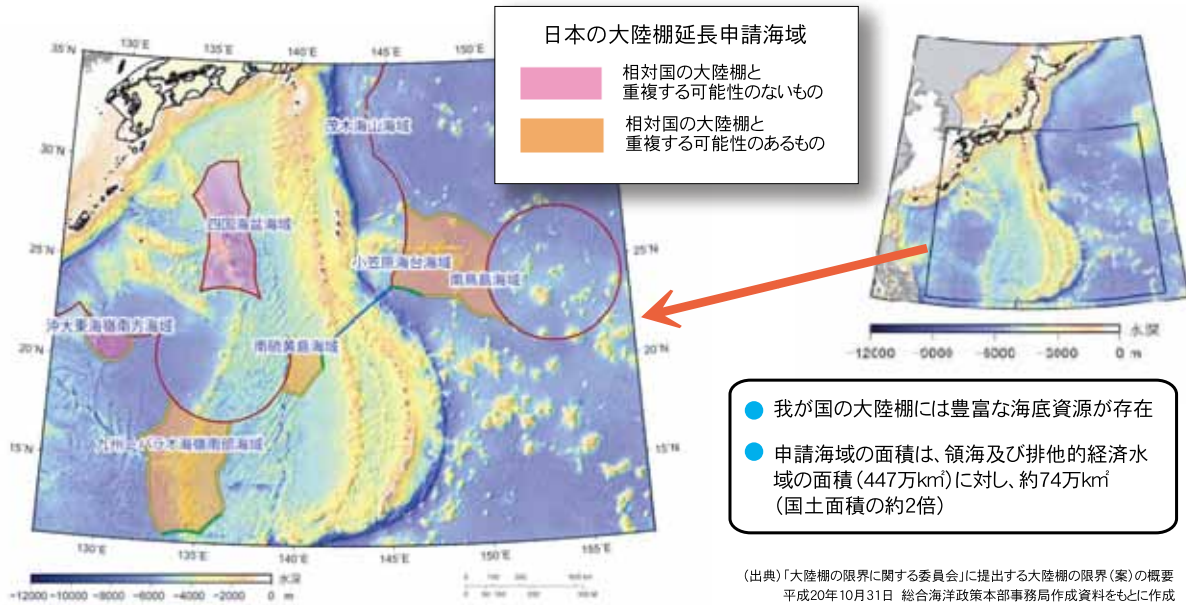 日本の大陸棚延長申請海域
相対国の大陸棚と
重複する可能性のないもの
相対国の大陸棚と
重複する可能性のあるもの
130°E
135°E
140°E
145°E
150°E
35°N
30°N
25°N
20°N
15°N
25°N
20°N
15°N
130°E
135°E
140°E
145°E
150°E
155°E
茂木海山海域
四国海盆海域
小笠原海台海域
南鳥島海域
沖大東海嶺南方海域
南硫黄島海域
九州－パラオ海嶺南部海域
水深
-12000 -10000 -8000 -6000 -4000 -2000 0 m
水深
-12000 -9000 -6000 -3000 0 m
我が国の大陸棚には豊富な海底資源が存在
申請海域の面積は、領海及び排他的経済水
域の面積（447万k㎡）に対し、約74万k㎡
（国土面積の約2倍）
（出典）「大陸棚の限界に関する委員会」に提出する大陸棚の限界（案）の概要
平成20年10月31日 総合海洋政策本部事務局作成資料をもとに作成